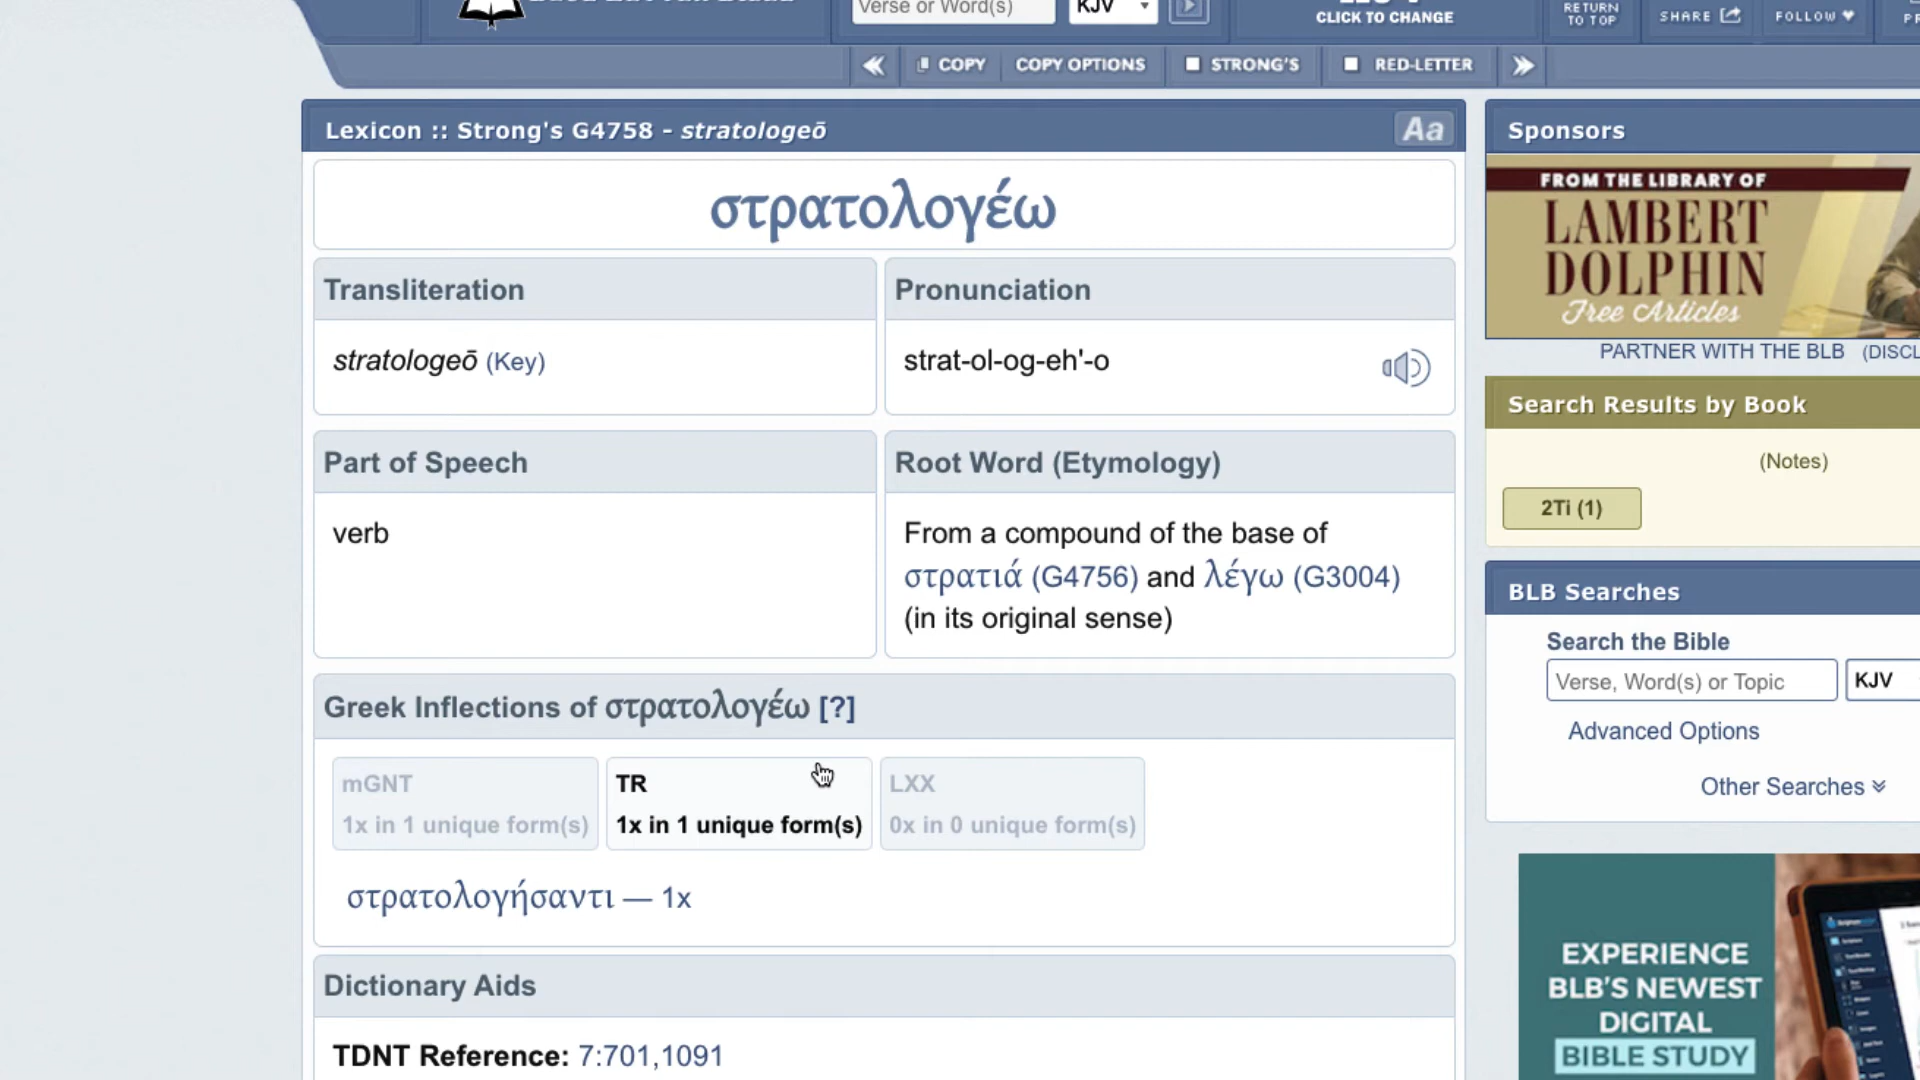 Verse or Word(s)
KJV
CLICK TO CHANGE
RETURN
TO TOP
SHARE
FOLLOW
COPY
COPY OPTIONS
STRONG'S
RED-LETTER
Lexicon :: Strong's G4758 - stratologeō
Aa
στρατολογέω
Transliteration
stratologeō (Key)
Pronunciation
strat-ol-og-eh'-o
Part of Speech
verb
Root Word (Etymology)
From a compound of the base of
στρατιά (G4756) and λέγω (G3004)
(in its original sense)
Greek Inflections of στρατολογέω [?]
mGNT
1x in 1 unique form(s)
TR
1x in 1 unique form(s)
LXX
0x in 0 unique form(s)
στρατολογήσαντι — 1x
Dictionary Aids
TDNT Reference: 7:701,1091
Sponsors
FROM THE LIBRARY OF
LAMBERT
DOLPHIN
Free Articles
PARTNER WITH THE BLB (DISCL
Search Results by Book
(Notes)
2Ti (1)
BLB Searches
Search the Bible
Verse, Word(s) or Topic
KJV
Advanced Options
Other Searches
EXPERIENCE
BLB'S NEWEST
DIGITAL
BIBLE STUDY